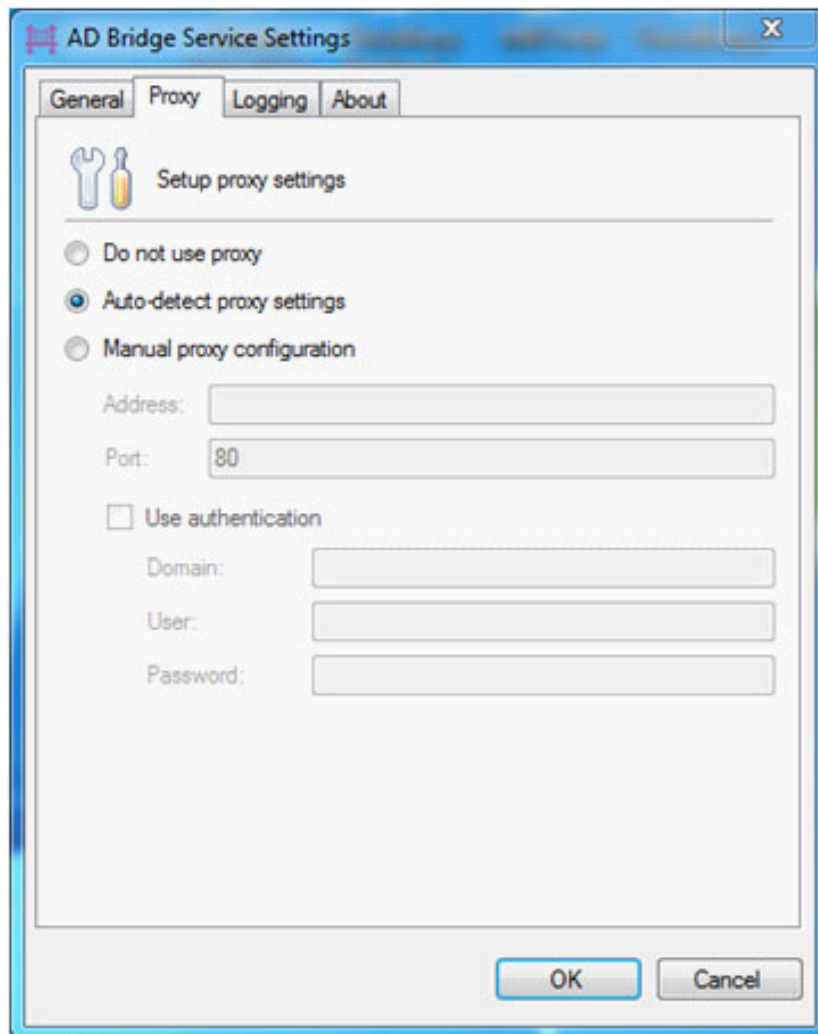 AD Bridge Service Settings
General Proxy Logging About
Setup proxy settings
Do not use proxy
Auto-detect proxy settings
Manual proxy configuration
Address:
Port: 80
Use authentication
Domain:
User:
Password:
OK Cancel